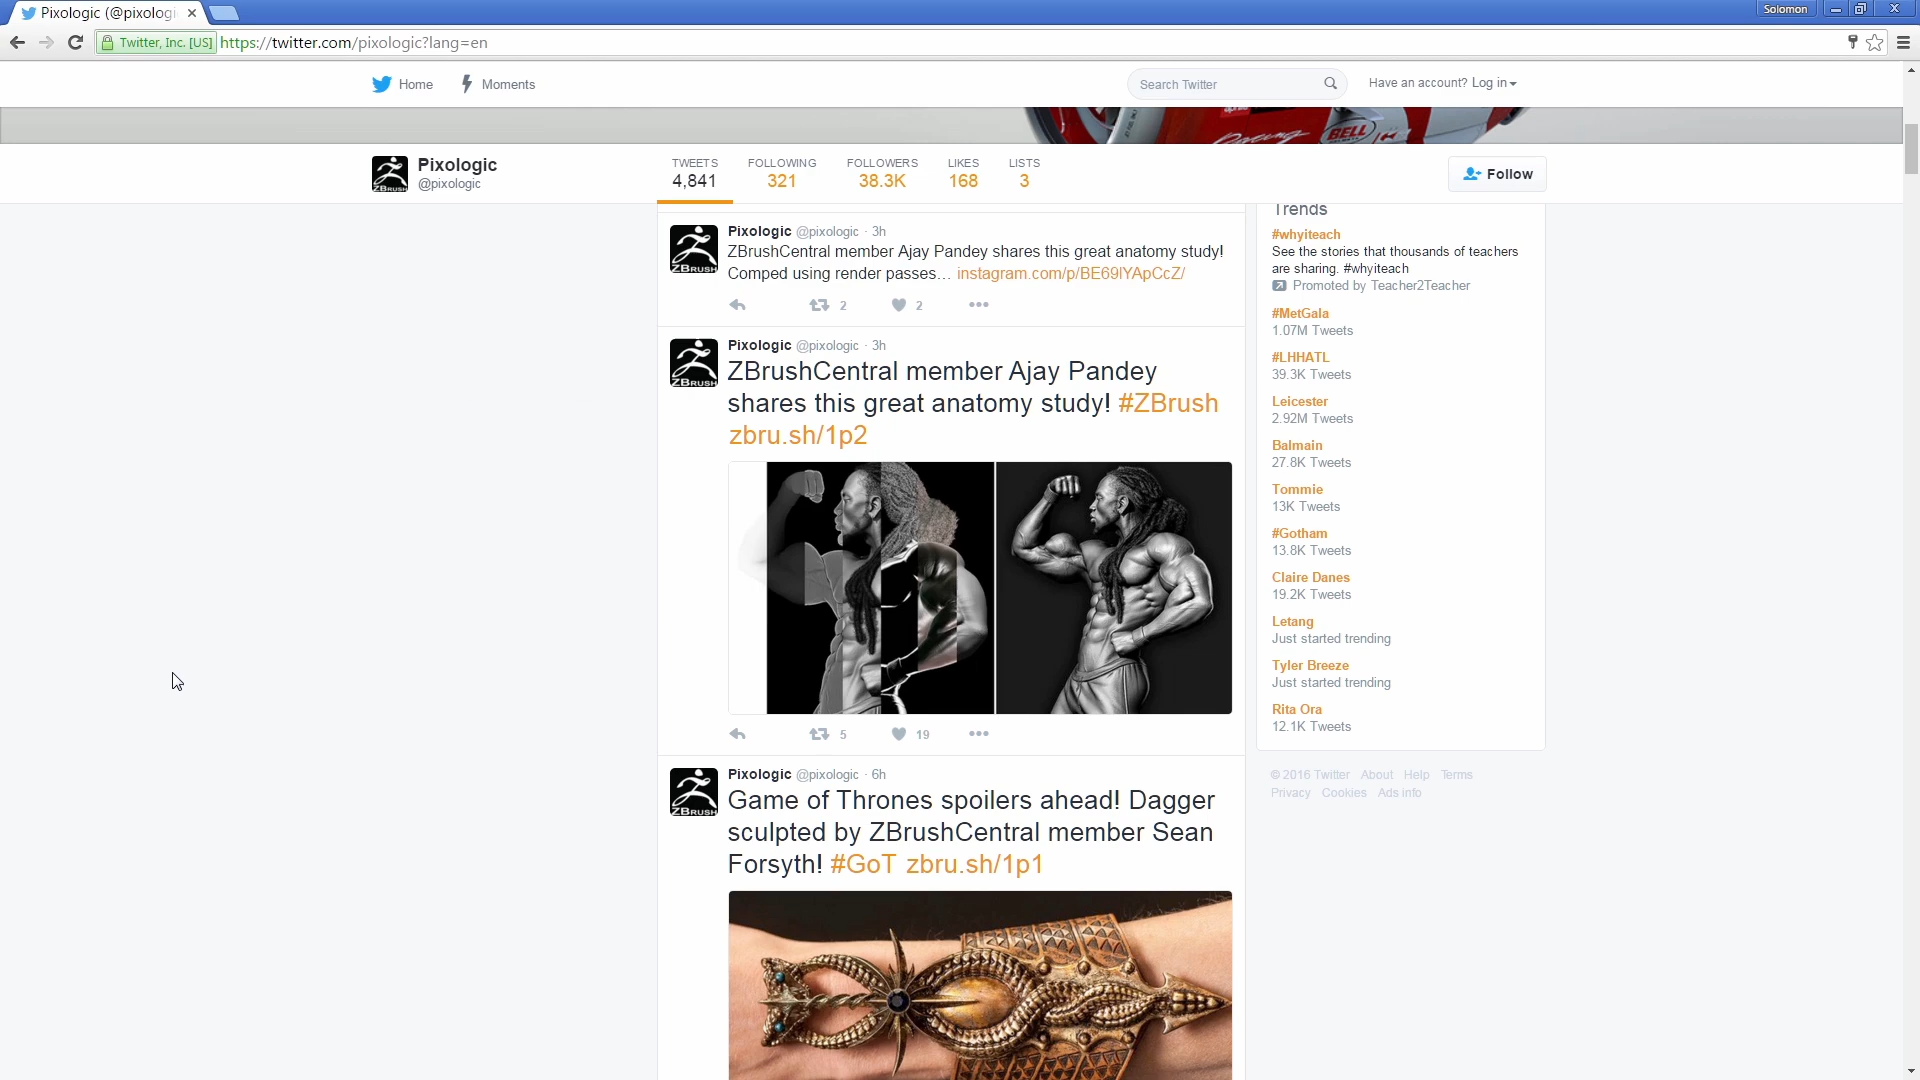 Pixologic (@pixologi
Solomon
Twitter, Inc. [US] https://twitter.com/pixologic?lang=en
Home
Moments
Search Twitter
Have an account? Log in
Racing
BELL
Pixologic
@pixologic
TWEETS
4,841
FOLLOWING
321
FOLLOWERS
38.3K
LIKES
168
LISTS
3
Follow
ZBRUSH
Pixologic @pixologic · 3h
ZBrushCentral member Ajay Pandey shares this great anatomy study!
Comped using render passes… instagram.com/p/BE69lYApCcZ/
2
2
ZBRUSH
Pixologic @pixologic · 3h
ZBrushCentral member Ajay Pandey
shares this great anatomy study! #ZBrush
zbru.sh/1p2
5
19
ZBRUSH
Pixologic @pixologic · 6h
Game of Thrones spoilers ahead! Dagger
sculpted by ZBrushCentral member Sean
Forsyth! #GoT zbru.sh/1p1
ZBRUSH
Trends
#whyiteach
See the stories that thousands of teachers
are sharing. #whyiteach
Promoted by Teacher2Teacher
#MetGala
1.07M Tweets
#LHHATL
39.3K Tweets
Leicester
2.92M Tweets
Balmain
27.8K Tweets
Tommie
13K Tweets
#Gotham
13.8K Tweets
Claire Danes
19.2K Tweets
Letang
Just started trending
Tyler Breeze
Just started trending
Rita Ora
12.1K Tweets
© 2016 Twitter About Help Terms
Privacy Cookies Ads info